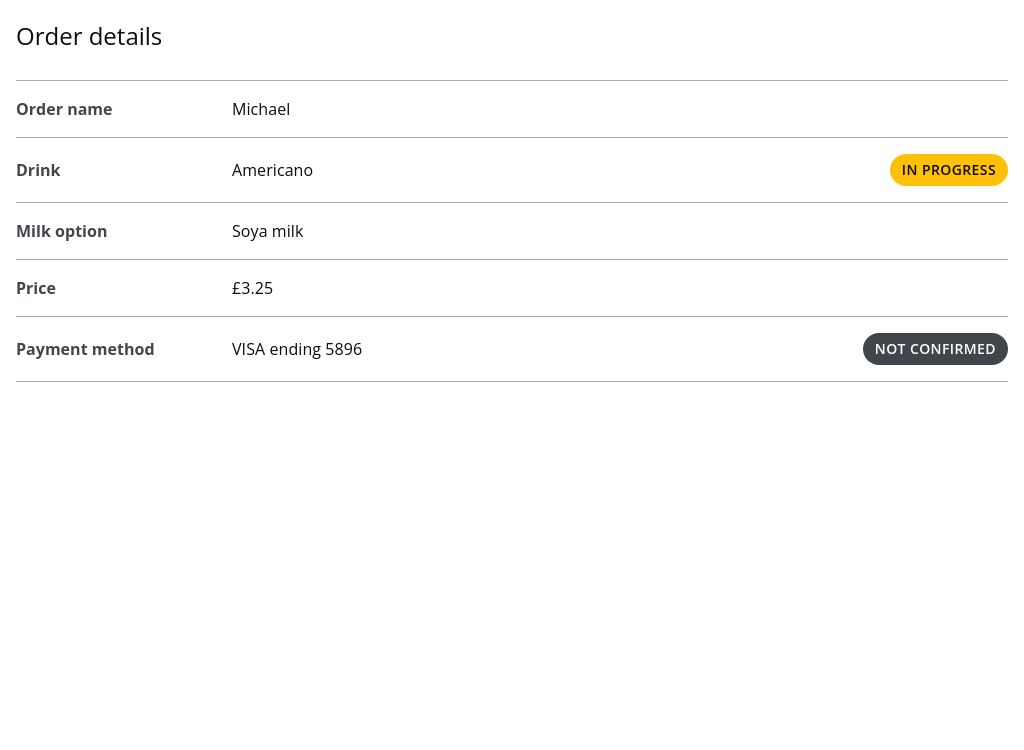 Order details
Order name Michael
Drink Americano IN PROGRESS
Milk option Soya milk
Price £3.25
Payment method VISA ending 5896 NOT CONFIRMED